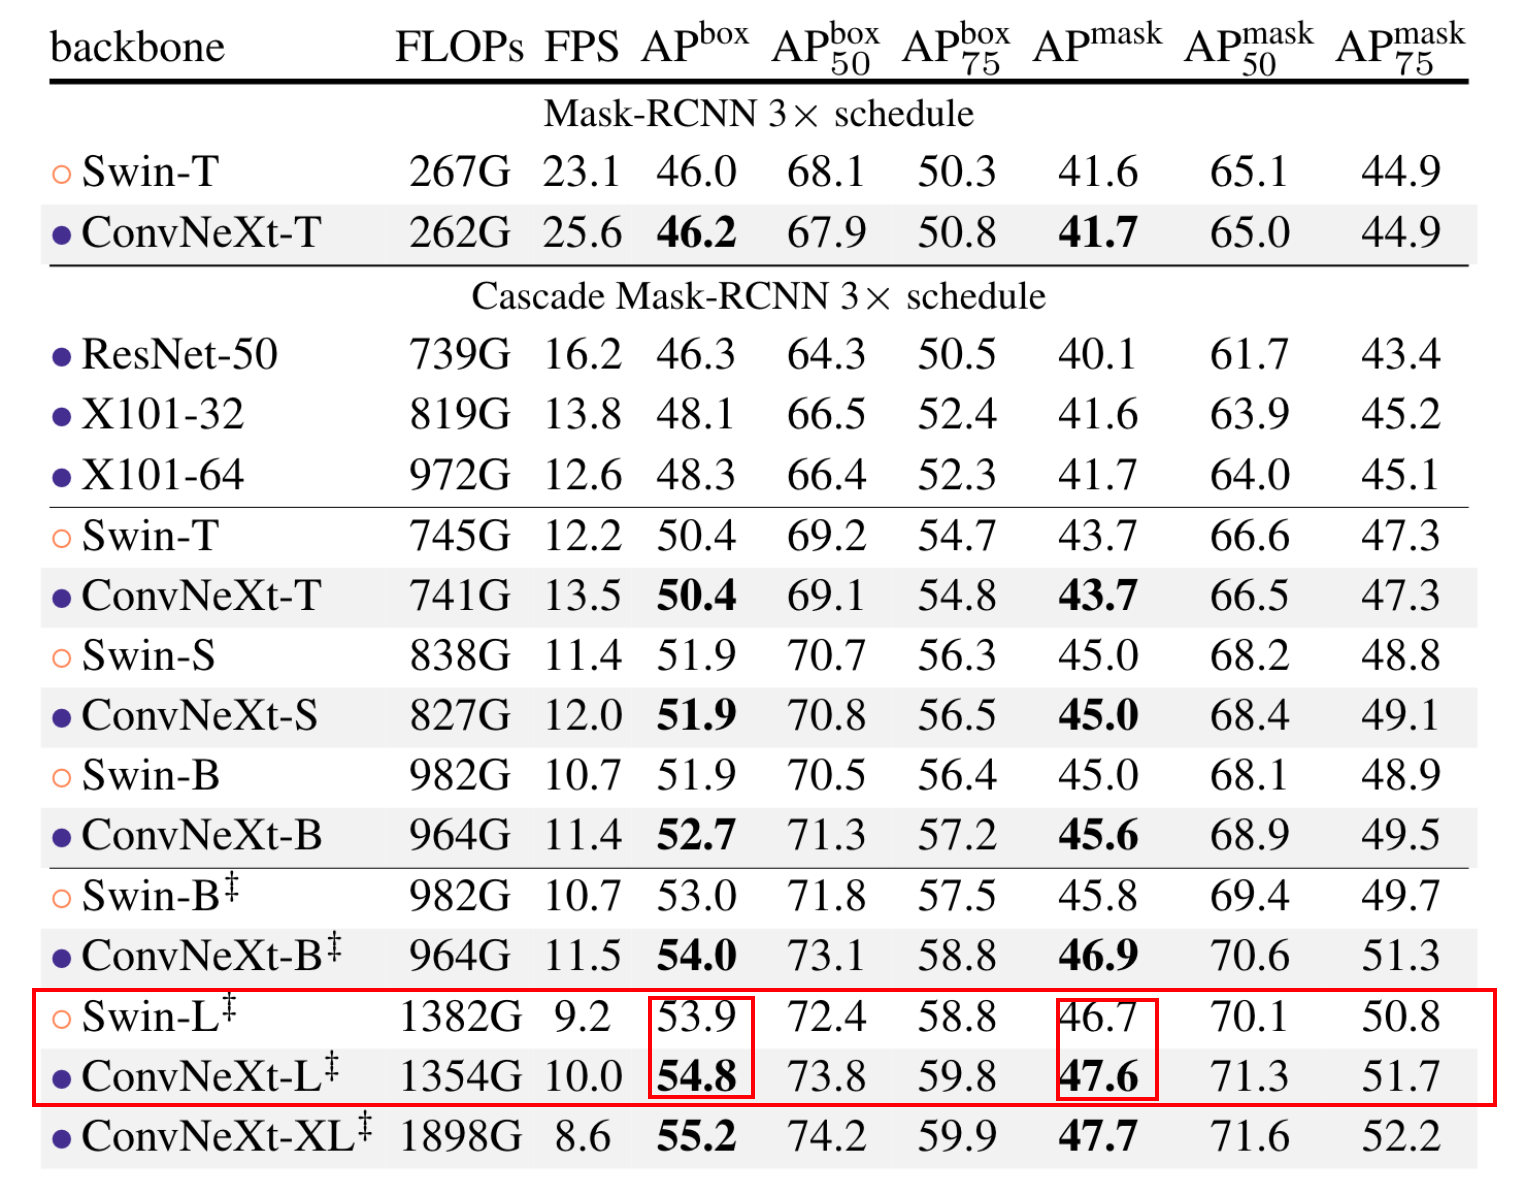 backbone FLOPs FPS AP^box AP^box_50 AP^box_75 AP^mask AP^mask_50 AP^mask_75
Mask-RCNN 3× schedule
○ Swin-T 267G 23.1 46.0 68.1 50.3 41.6 65.1 44.9
● ConvNeXt-T 262G 25.6 46.2 67.9 50.8 41.7 65.0 44.9
Cascade Mask-RCNN 3× schedule
● ResNet-50 739G 16.2 46.3 64.3 50.5 40.1 61.7 43.4
● X101-32 819G 13.8 48.1 66.5 52.4 41.6 63.9 45.2
● X101-64 972G 12.6 48.3 66.4 52.3 41.7 64.0 45.1
○ Swin-T 745G 12.2 50.4 69.2 54.7 43.7 66.6 47.3
● ConvNeXt-T 741G 13.5 50.4 69.1 54.8 43.7 66.5 47.3
○ Swin-S 838G 11.4 51.9 70.7 56.3 45.0 68.2 48.8
● ConvNeXt-S 827G 12.0 51.9 70.8 56.5 45.0 68.4 49.1
○ Swin-B 982G 10.7 51.9 70.5 56.4 45.0 68.1 48.9
● ConvNeXt-B 964G 11.4 52.7 71.3 57.2 45.6 68.9 49.5
○ Swin-B‡ 982G 10.7 53.0 71.8 57.5 45.8 69.4 49.7
● ConvNeXt-B‡ 964G 11.5 54.0 73.1 58.8 46.9 70.6 51.3
○ Swin-L‡ 1382G 9.2 53.9 72.4 58.8 46.7 70.1 50.8
● ConvNeXt-L‡ 1354G 10.0 54.8 73.8 59.8 47.6 71.3 51.7
● ConvNeXt-XL‡ 1898G 8.6 55.2 74.2 59.9 47.7 71.6 52.2